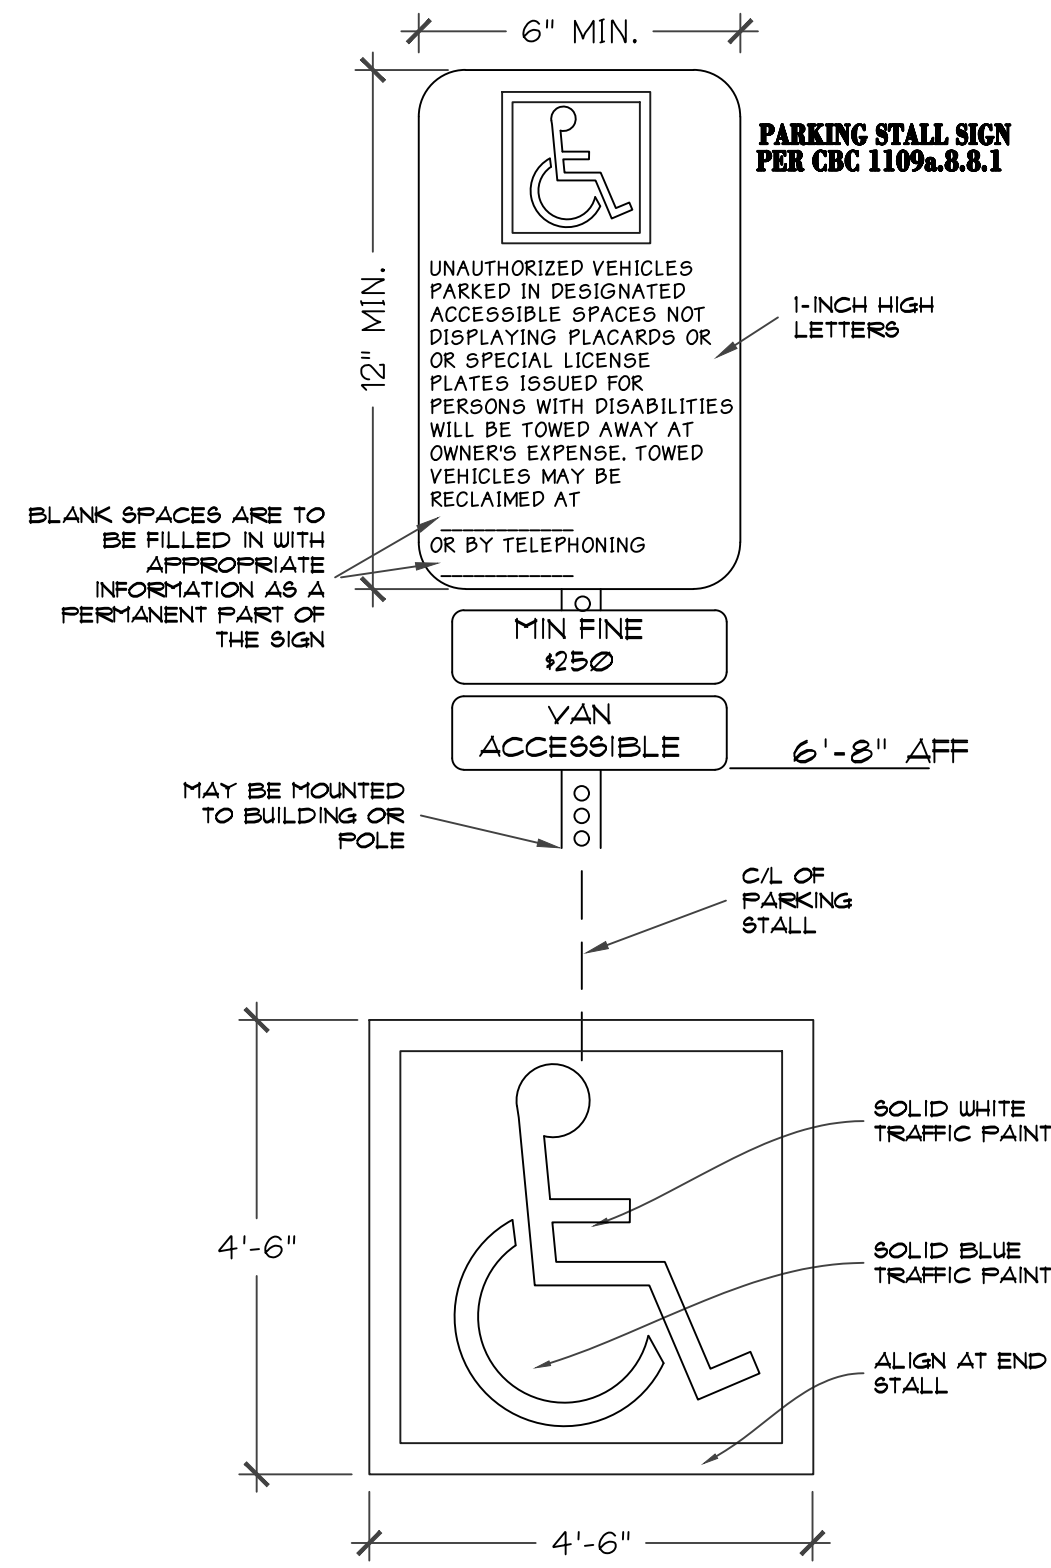 6" MIN.
PARKING STALL SIGN
PER CBC 1109a.8.8.1
12" MIN.
UNAUTHORIZED VEHICLES
PARKED IN DESIGNATED
ACCESSIBLE SPACES NOT
DISPLAYING PLACARDS OR
OR SPECIAL LICENSE
PLATES ISSUED FOR
PERSONS WITH DISABILITIES
WILL BE TOWED AWAY AT
OWNER'S EXPENSE. TOWED
VEHICLES MAY BE
RECLAIMED AT
____________
OR BY TELEPHONING
____________
1-INCH HIGH
LETTERS
BLANK SPACES ARE TO
BE FILLED IN WITH
APPROPRIATE
INFORMATION AS A
PERMANENT PART OF
THE SIGN
MIN FINE
$250
VAN
ACCESSIBLE
6'-8" AFF
MAY BE MOUNTED
TO BUILDING OR
POLE
C/L OF
PARKING
STALL
SOLID WHITE
TRAFFIC PAINT
4'-6"
SOLID BLUE
TRAFFIC PAINT
ALIGN AT END
STALL
4'-6"